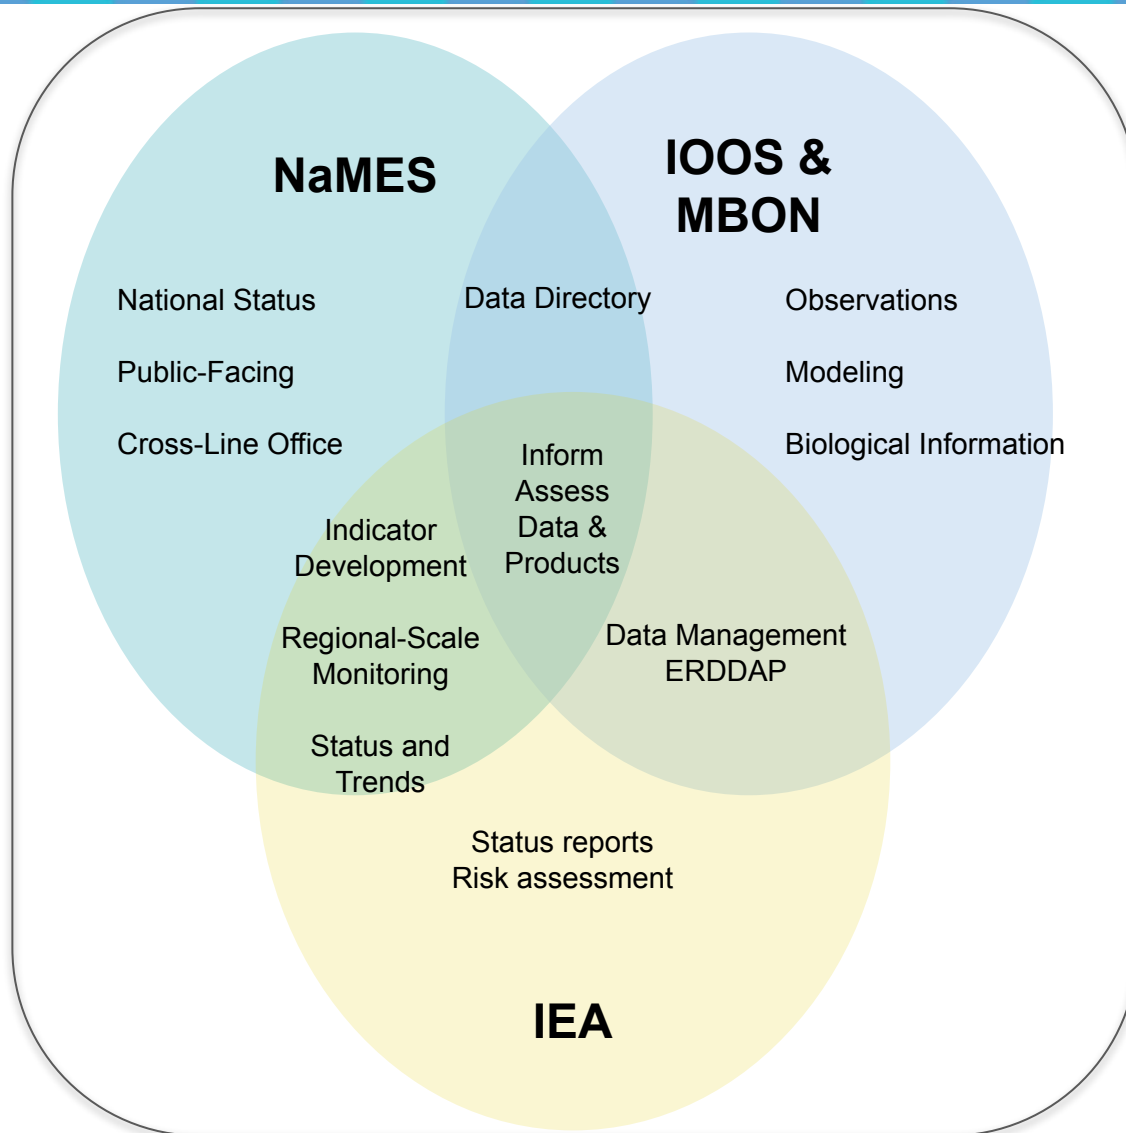 NaMES
IOOS &
MBON
National Status
Public-Facing
Cross-Line Office
Data Directory
Observations
Modeling
Biological Information
Inform
Assess
Data &
Products
Indicator
Development
Regional-Scale
Monitoring
Status and
Trends
Data Management
ERDDAP
Status reports
Risk assessment
IEA